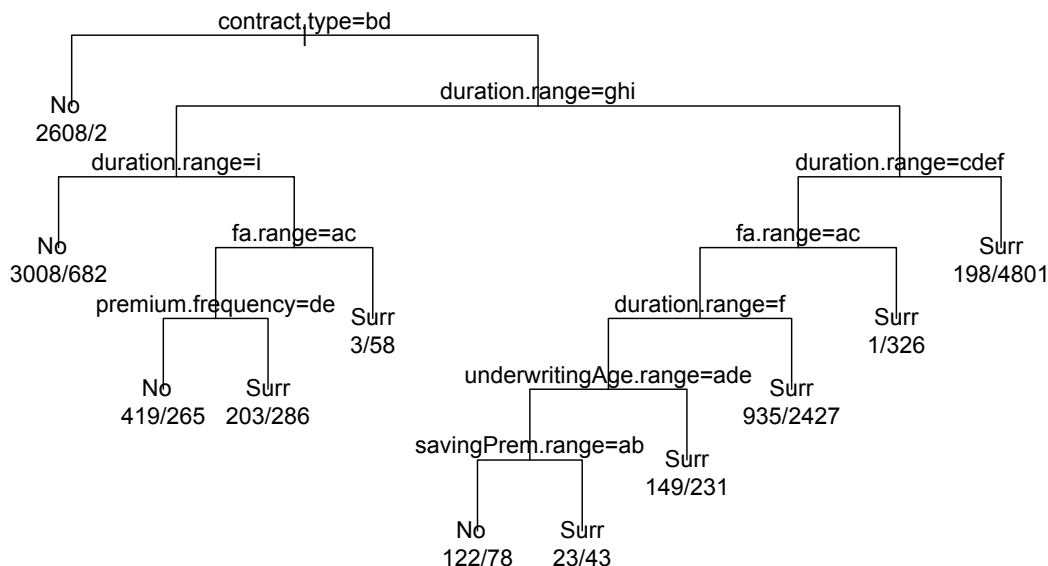 contract.type=bd
No
2608/2
duration.range=ghi
duration.range=i
duration.range=cdef
No
3008/682
fa.range=ac
fa.range=ac
Surr
198/4801
premium.frequency=de
Surr
3/58
duration.range=f
Surr
1/326
No
419/265
Surr
203/286
underwritingAge.range=ade
Surr
935/2427
savingPrem.range=ab
Surr
149/231
No
122/78
Surr
23/43